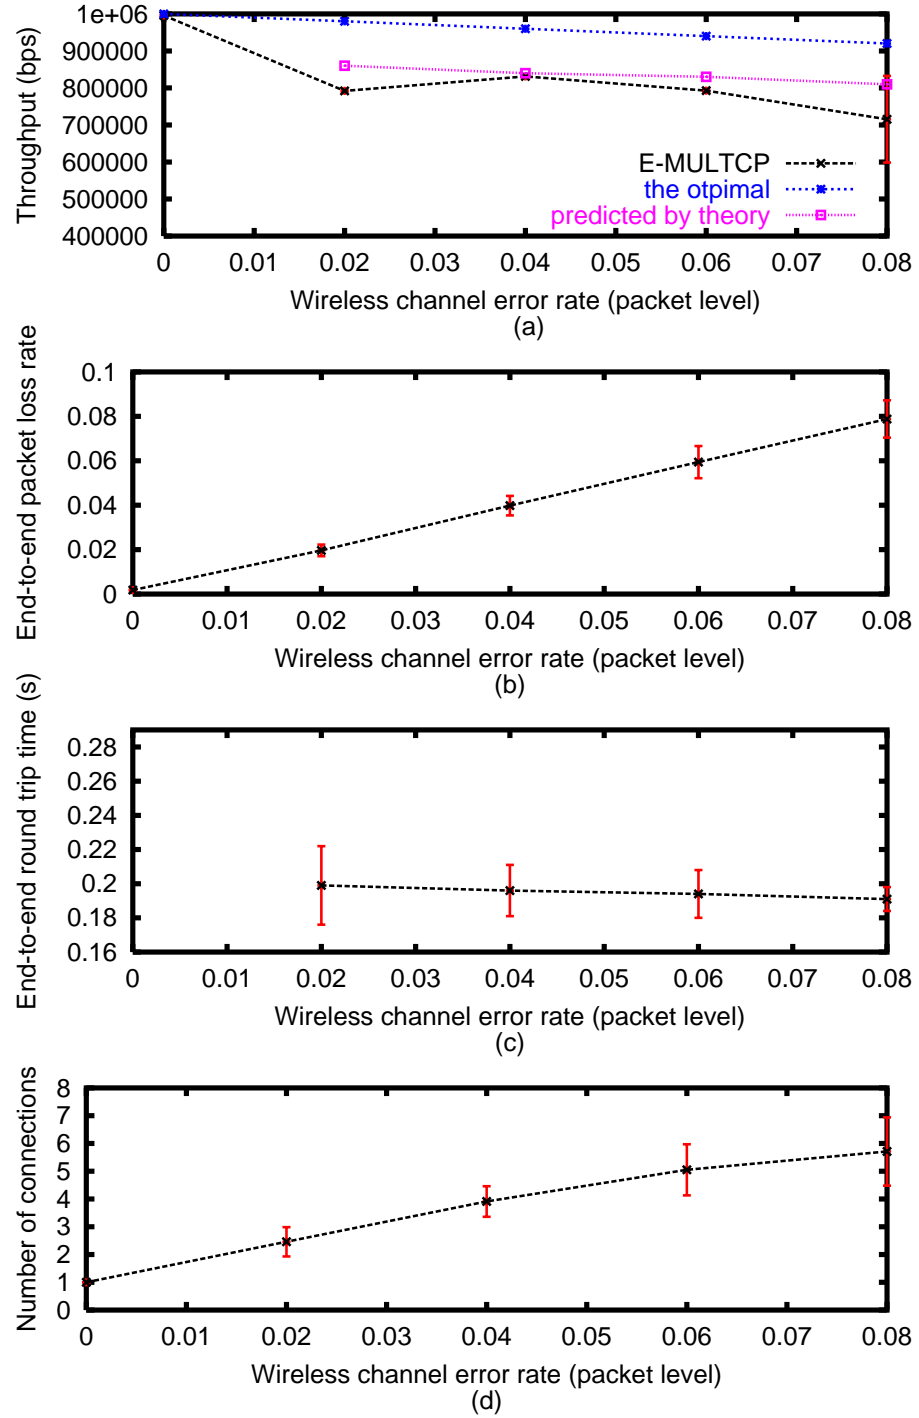 Throughput (bps)
1e+06
900000
800000
700000
600000
500000
400000
E-MULTCP
the otpimal
predicted by theory
0 0.01 0.02 0.03 0.04 0.05 0.06 0.07 0.08
Wireless channel error rate (packet level)
(a)
End-to-end packet loss rate
0.1
0.08
0.06
0.04
0.02
0
0 0.01 0.02 0.03 0.04 0.05 0.06 0.07 0.08
Wireless channel error rate (packet level)
(b)
End-to-end round trip time (s)
0.28
0.26
0.24
0.22
0.2
0.18
0.16
0 0.01 0.02 0.03 0.04 0.05 0.06 0.07 0.08
Wireless channel error rate (packet level)
(c)
Number of connections
8
7
6
5
4
3
2
1
0
0 0.01 0.02 0.03 0.04 0.05 0.06 0.07 0.08
Wireless channel error rate (packet level)
(d)